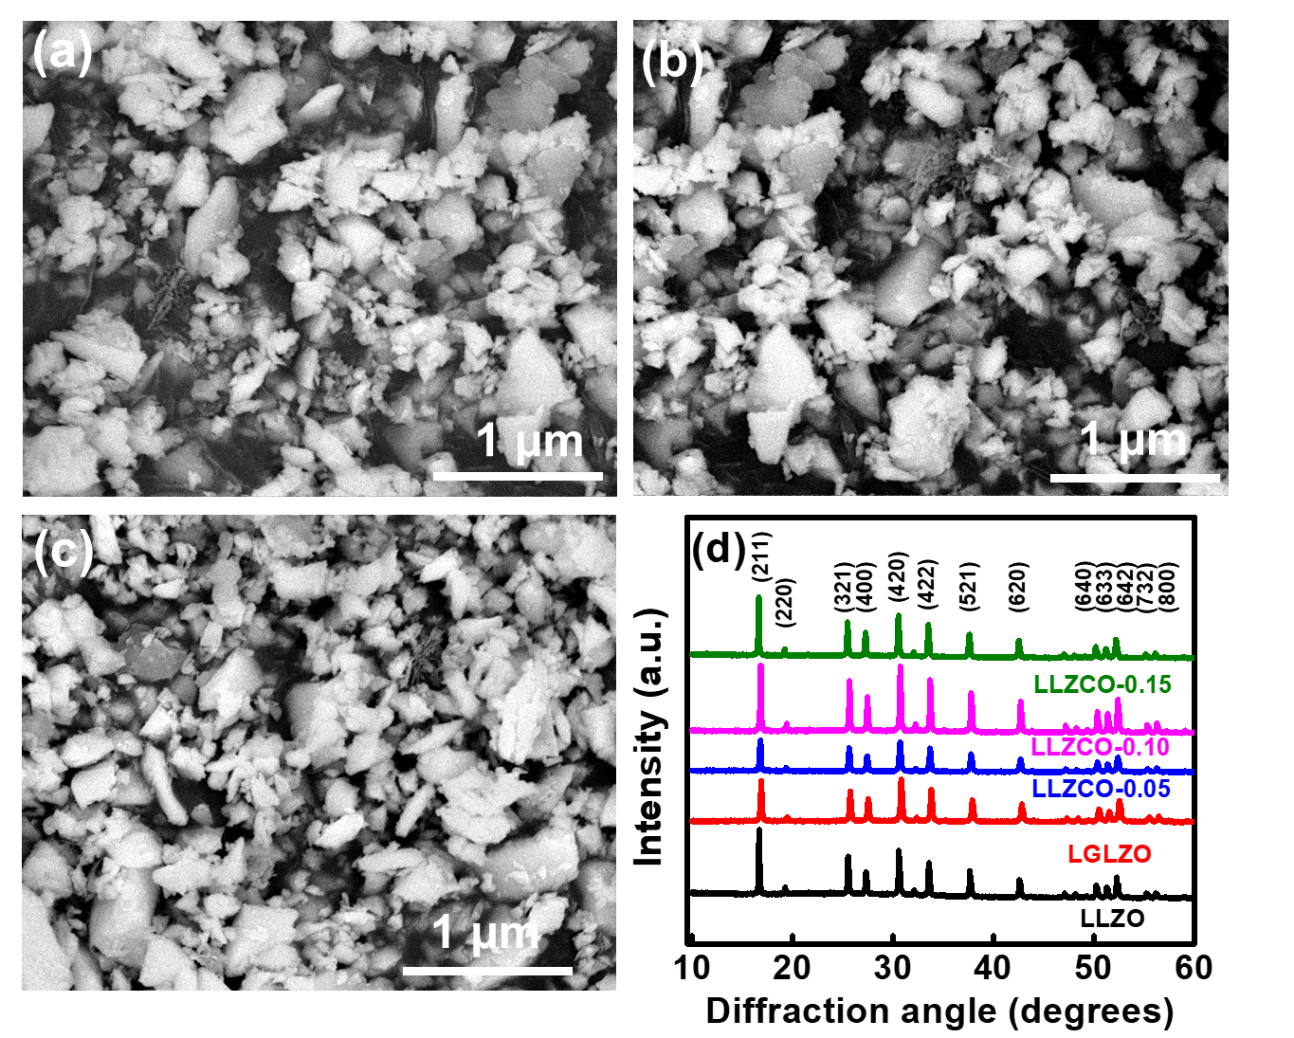 (a)
1 μm
(b)
1 μm
(c)
1 μm
(d)
(211)
(220)
(321)
(400)
(420)
(422)
(521)
(620)
(640)
(633)
(642)
(732)
(800)
LLZCO-0.15
LLZCO-0.10
LLZCO-0.05
LGLZO
LLZO
Intensity (a.u.)
10 20 30 40 50 60
Diffraction angle (degrees)